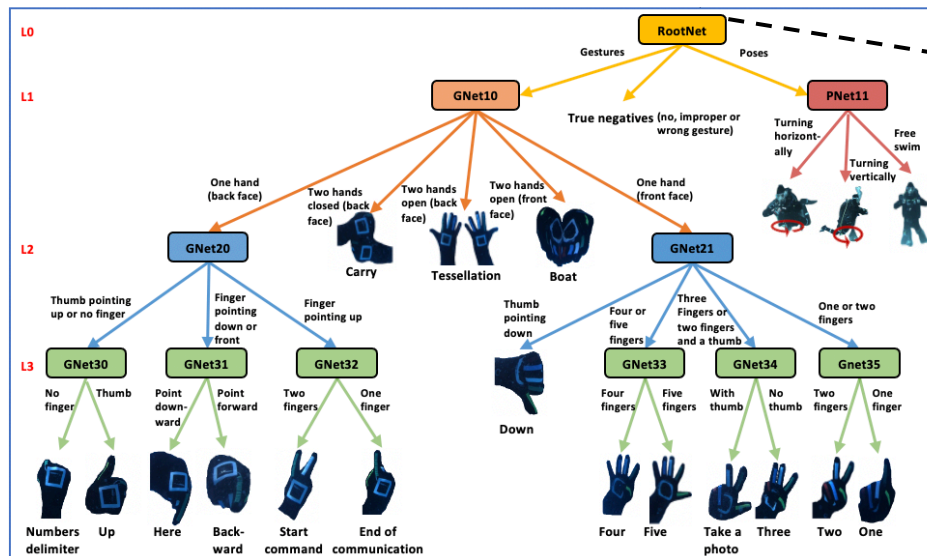 L0
RootNet
Gestures
Poses
L1
GNet10
True negatives (no, improper or
wrong gesture)
PNet11
Turning
horizont-
ally
Free
swim
Turning
vertically
One hand
(back face)
Two hands
closed (back
face)
Two hands
open (back
face)
Two hands
open (front
face)
One hand
(front face)
L2
GNet20
Carry
Tessellation
Boat
GNet21
Thumb pointing
up or no finger
Finger
pointing
down or
front
Finger
pointing up
Thumb
pointing
down
Four or
five
fingers
Three
Fingers or
two fingers
and a thumb
One or two
fingers
L3
GNet30
GNet31
GNet32
GNet33
GNet34
Gnet35
No
finger
Thumb
Point
down-
ward
Point
forward
Two
fingers
One
finger
Down
Four
fingers
Five
fingers
With
thumb
No
thumb
Two
fingers
One
finger
Numbers
delimiter
Up
Here
Back-
ward
Start
command
End of
communication
Four
Five
Take a
photo
Three
Two
One